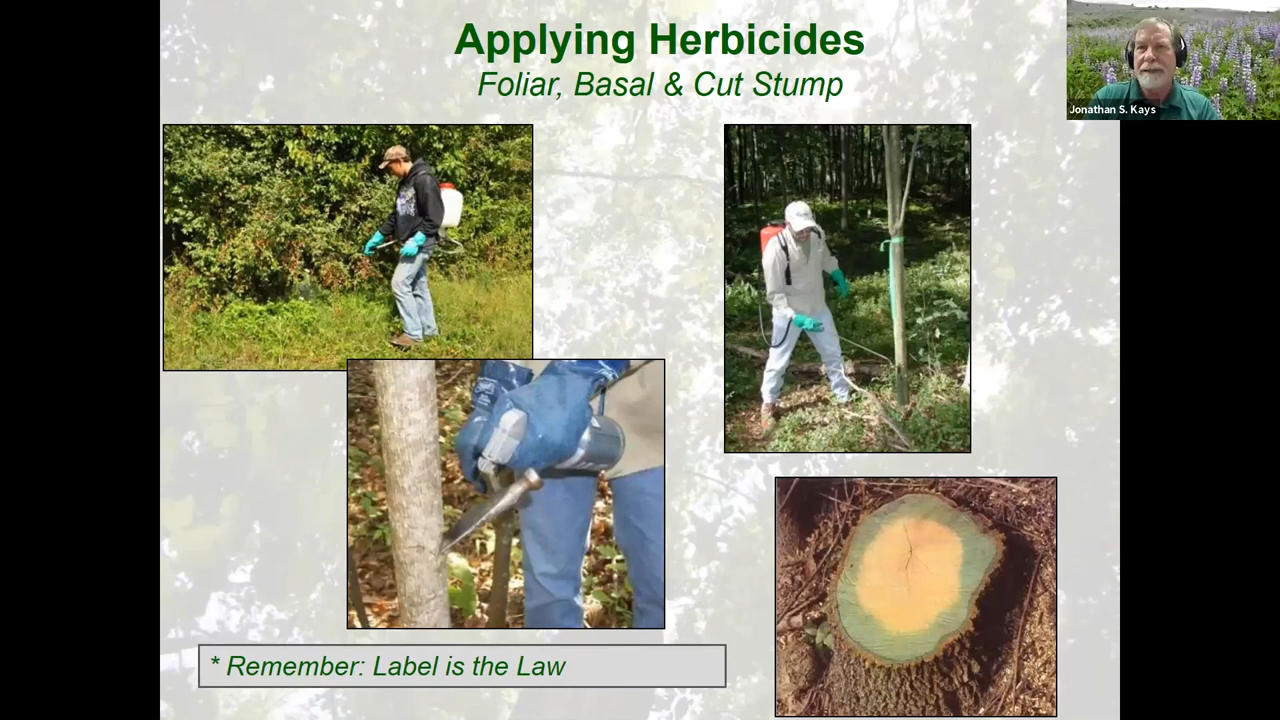 Applying Herbicides
Foliar, Basal & Cut Stump
Jonathan S. Kays
* Remember: Label is the Law